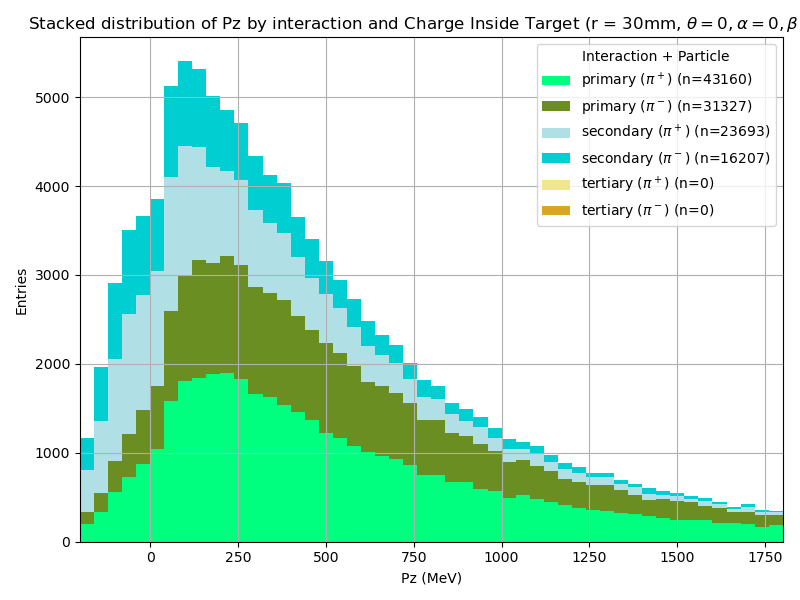 Stacked distribution of Pz by interaction and Charge Inside Target (r = 30mm, θ = 0, α = 0, β
Interaction + Particle
primary (π⁺) (n=43160)
primary (π⁻) (n=31327)
secondary (π⁺) (n=23693)
secondary (π⁻) (n=16207)
tertiary (π⁺) (n=0)
tertiary (π⁻) (n=0)
Entries
5000
4000
3000
2000
1000
0
0 250 500 750 1000 1250 1500 1750
Pz (MeV)